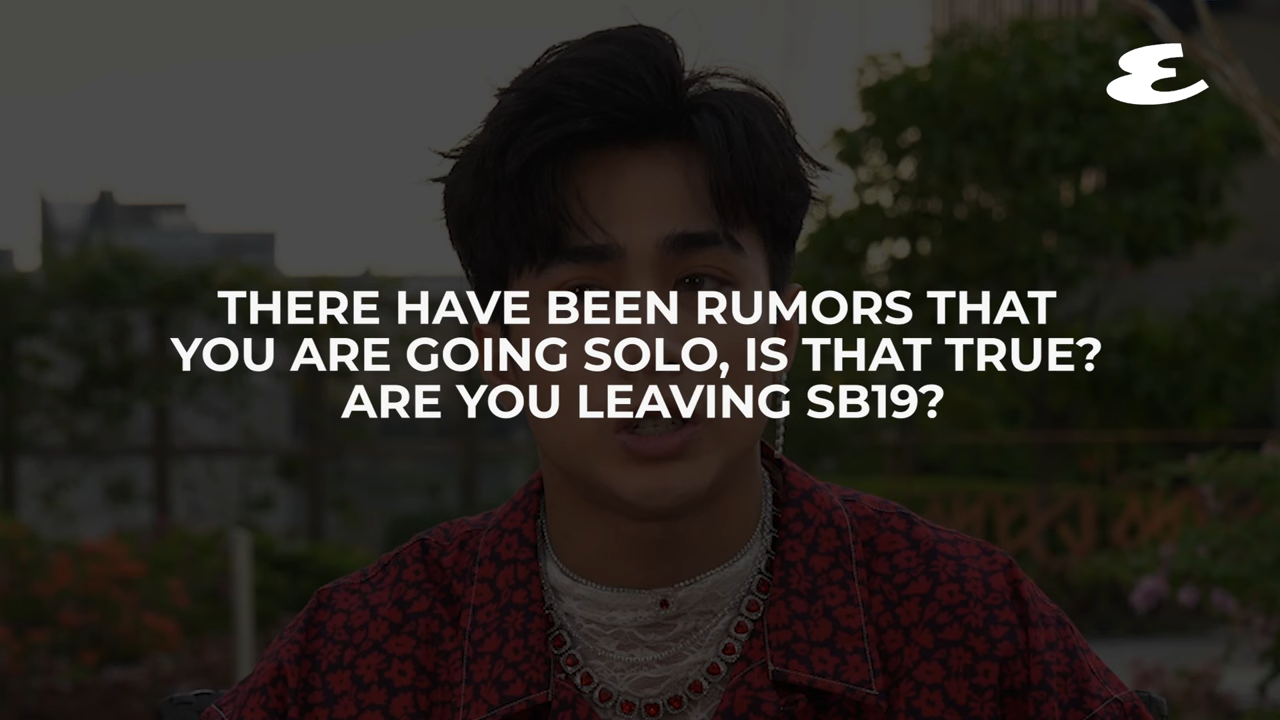 THERE HAVE BEEN RUMORS THAT
YOU ARE GOING SOLO, IS THAT TRUE?
ARE YOU LEAVING SB19?